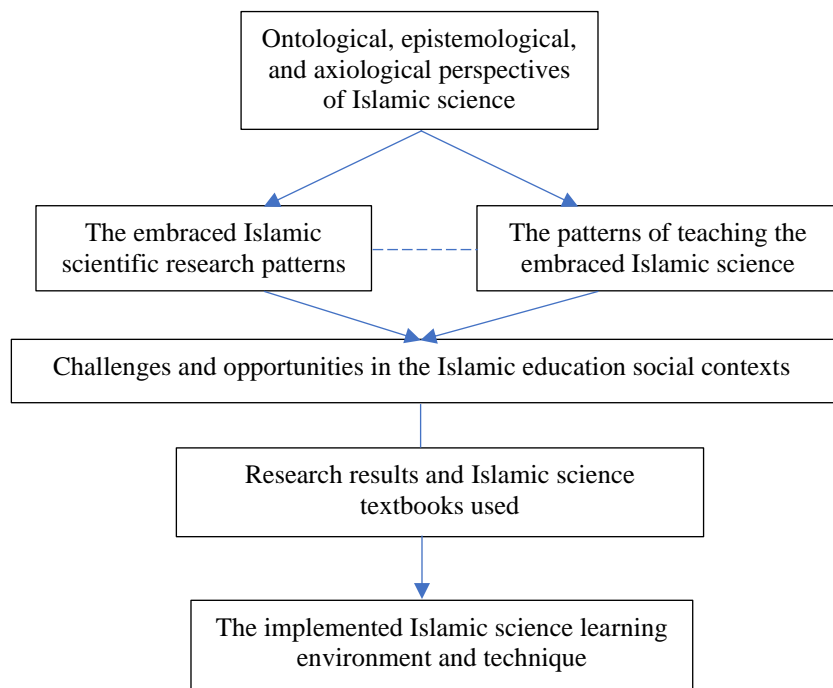 Ontological, epistemological,
and axiological perspectives
of Islamic science
The embraced Islamic
scientific research patterns
The patterns of teaching the
embraced Islamic science
Challenges and opportunities in the Islamic education social contexts
Research results and Islamic science
textbooks used
The implemented Islamic science learning
environment and technique